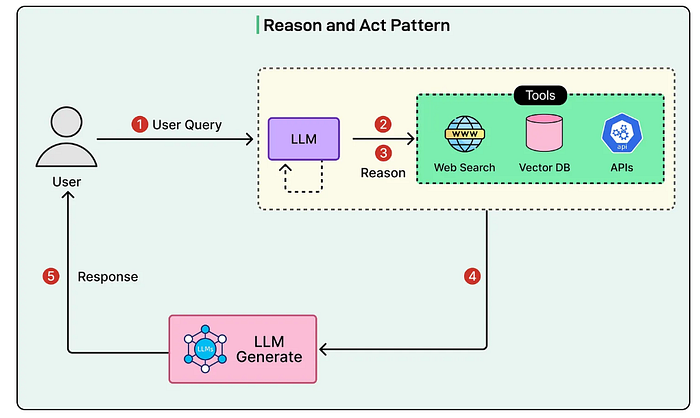 Reason and Act Pattern
Tools
1 User Query
LLM
2
WWW
api
3
Reason
Web Search
Vector DB
APIs
User
5 Response
4
LLMs
LLM
Generate